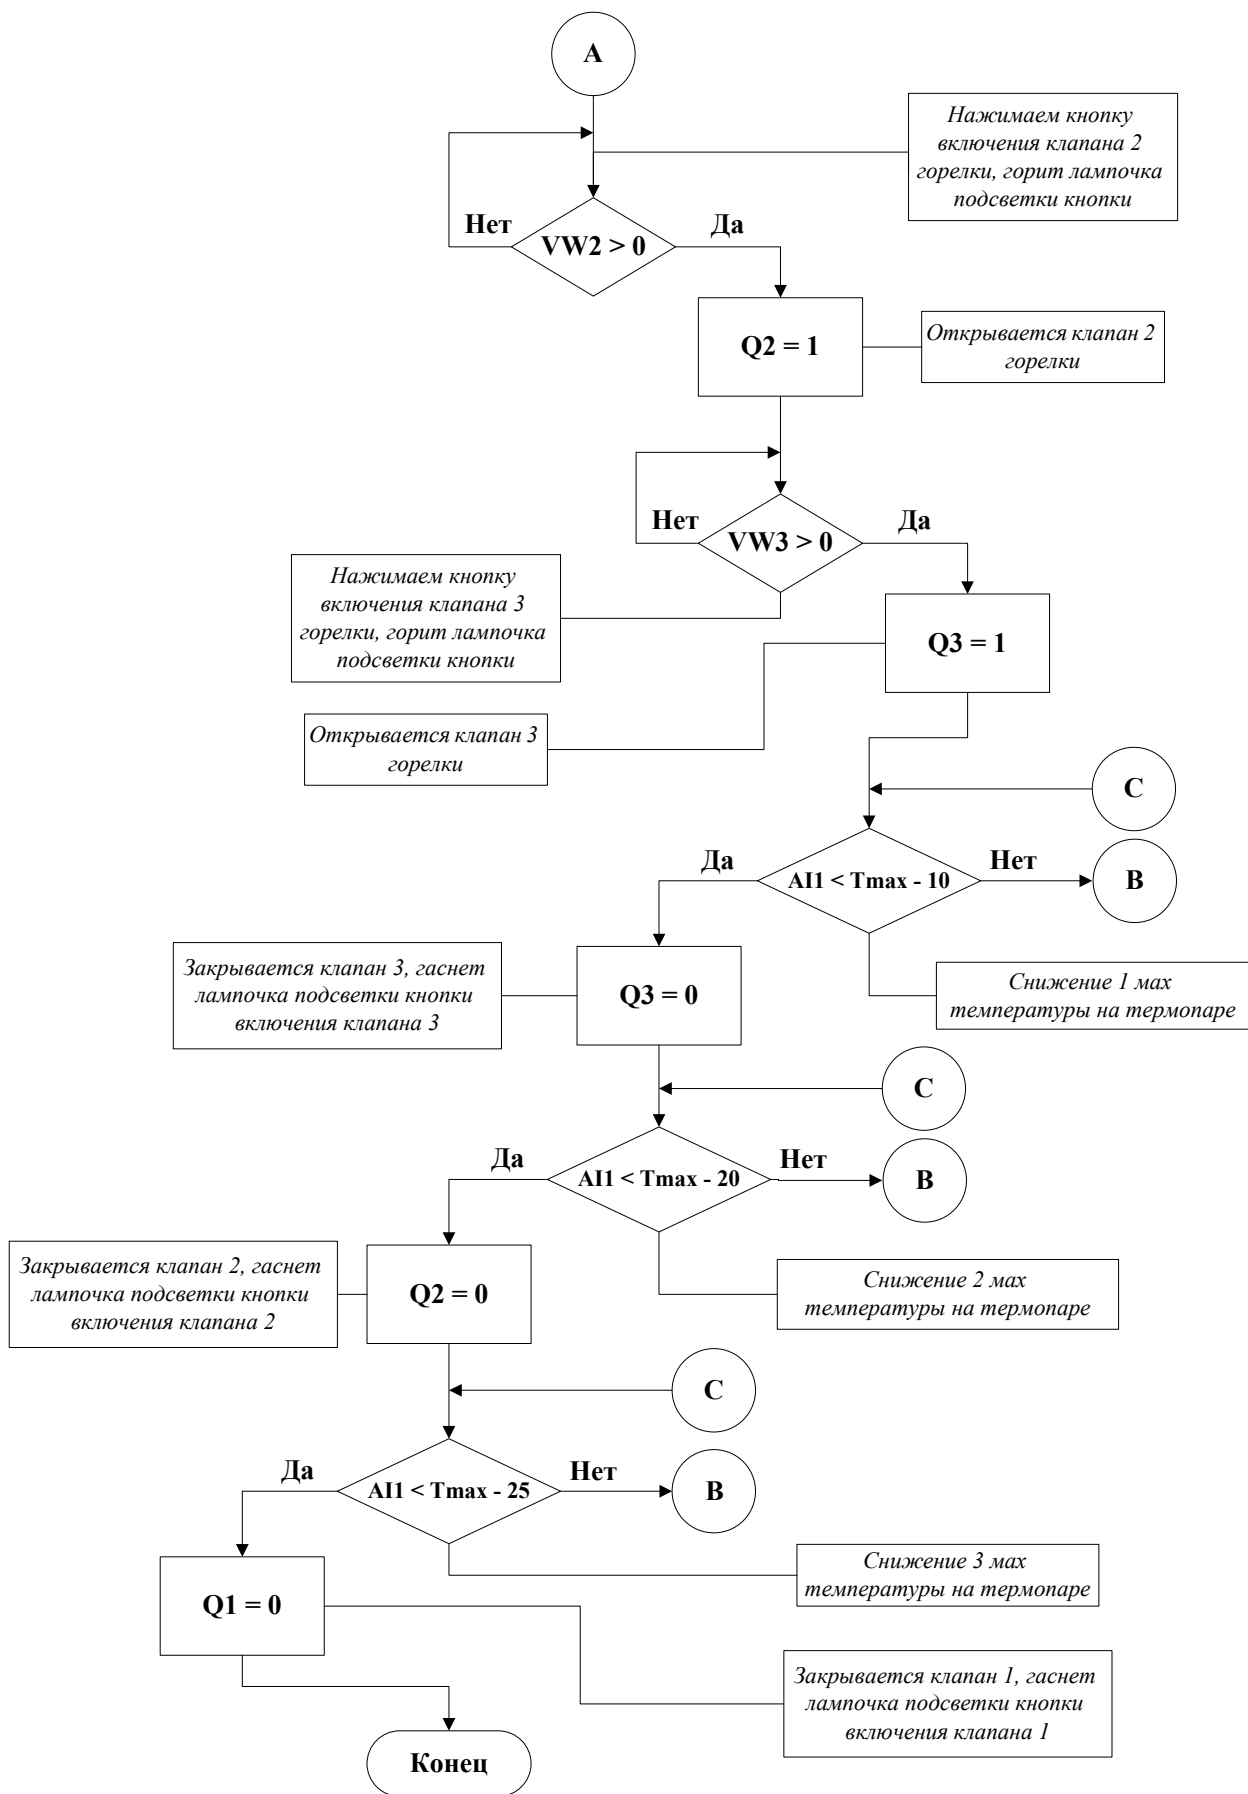 A
Нажимаем кнопку
включения клапана 2
горелки, горит лампочка
подсветки кнопки
Нет
VW2 > 0
Да
Q2 = 1
Открывается клапан 2
горелки
Нет
VW3 > 0
Да
Нажимаем кнопку
включения клапана 3
горелки, горит лампочка
подсветки кнопки
Q3 = 1
Открывается клапан 3
горелки
C
Да
AI1 < Tmax - 10
Нет
B
Закрывается клапан 3, гаснет
лампочка подсветки кнопки
включения клапана 3
Q3 = 0
Снижение 1 мах
температуры на термопаре
C
Да
AI1 < Tmax - 20
Нет
B
Закрывается клапан 2, гаснет
лампочка подсветки кнопки
включения клапана 2
Q2 = 0
Снижение 2 мах
температуры на термопаре
C
Да
AI1 < Tmax - 25
Нет
B
Q1 = 0
Снижение 3 мах
температуры на термопаре
Закрывается клапан 1, гаснет
лампочка подсветки кнопки
включения клапана 1
Конец